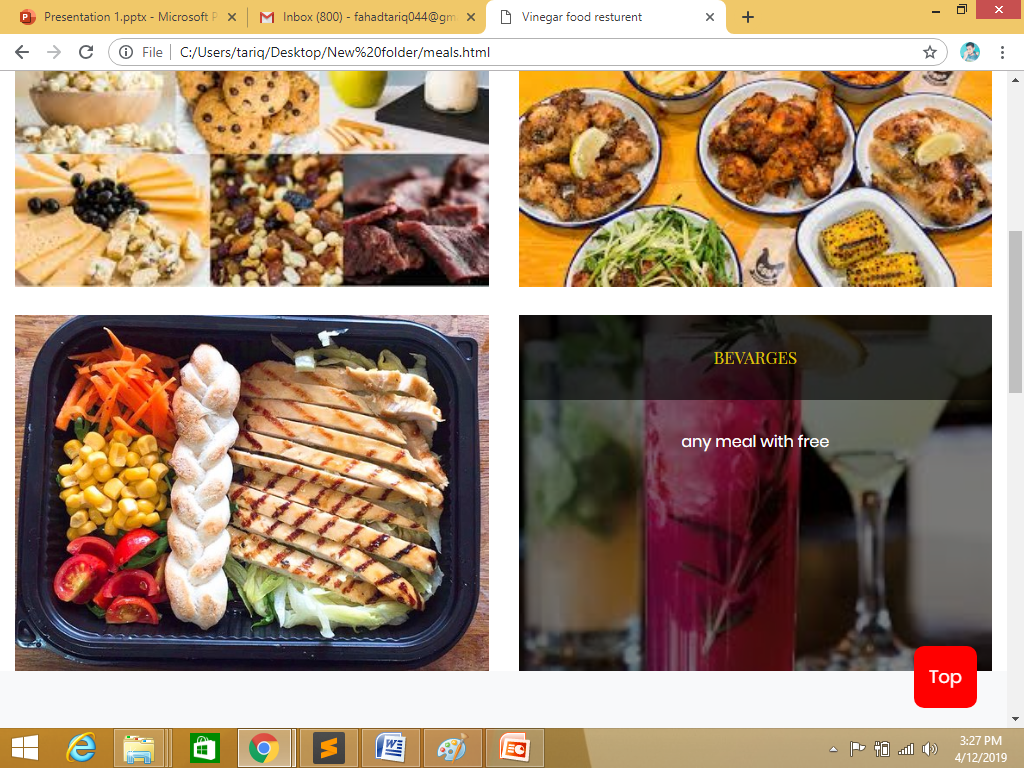 Presentation 1.pptx - Microsoft P
Inbox (800) - fahadtariq044@gm
Vinegar food resturent
File
C:/Users/tariq/Desktop/New%20folder/meals.html
BEVARGES
any meal with free
Top
3:27 PM
4/12/2019